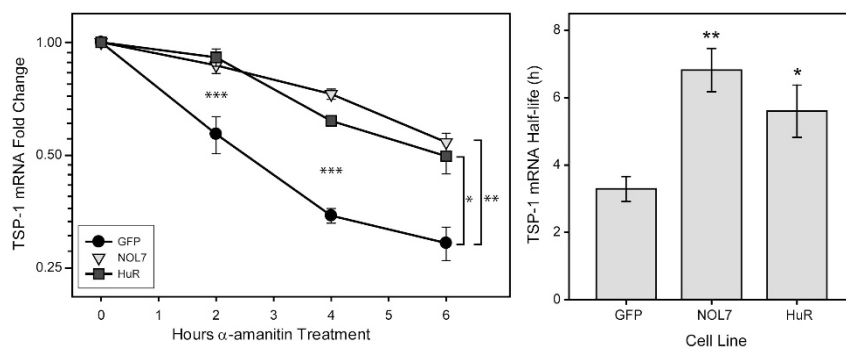 TSP-1 mRNA Fold Change
1.00
0.50
0.25
***
***
*
**
GFP
NOL7
HuR
0 1 2 3 4 5 6
Hours α-amanitin Treatment
TSP-1 mRNA Half-life (h)
8
6
4
2
0
**
*
GFP NOL7 HuR
Cell Line